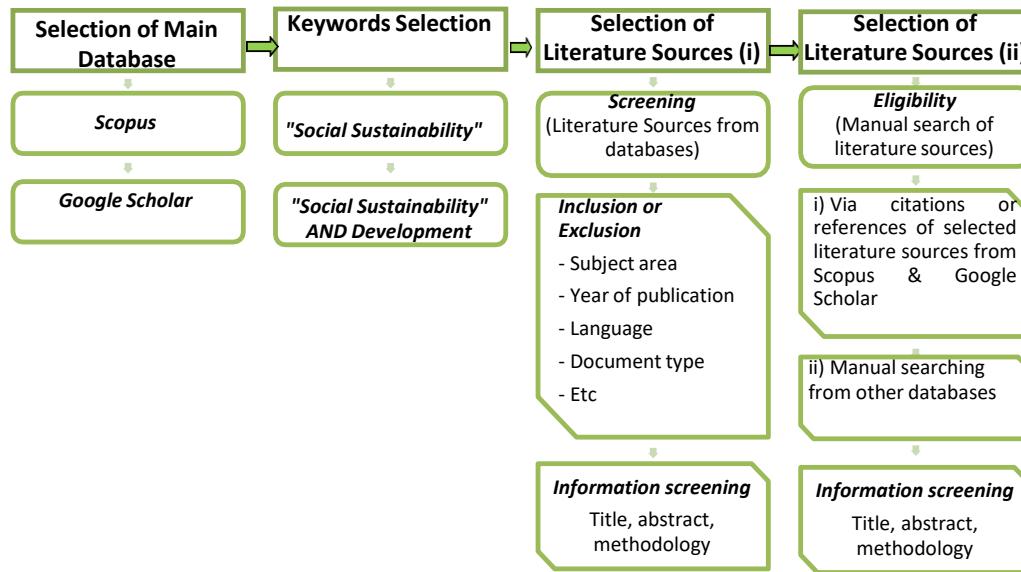 Selection of Main
Database
Scopus
Google Scholar
Keywords Selection
"Social Sustainability"
"Social Sustainability"
AND Development
Selection of
Literature Sources (i)
Screening
(Literature Sources from
databases)
Inclusion or
Exclusion
- Subject area
- Year of publication
- Language
- Document type
- Etc
Information screening
Title, abstract,
methodology
Selection of
Literature Sources (ii)
Eligibility
(Manual search of
literature sources)
i) Via citations or
references of selected
literature sources from
Scopus & Google
Scholar
ii) Manual searching
from other databases
Information screening
Title, abstract,
methodology